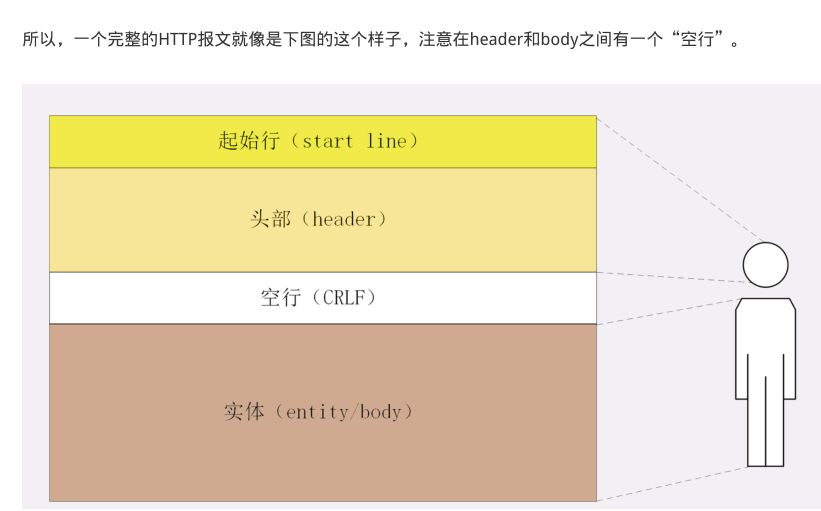 所以，一个完整的HTTP报文就像是下图的这个样子，注意在header和body之间有一个“空行”。
起始行（start line）
头部（header）
空行（CRLF）
实体（entity/body）